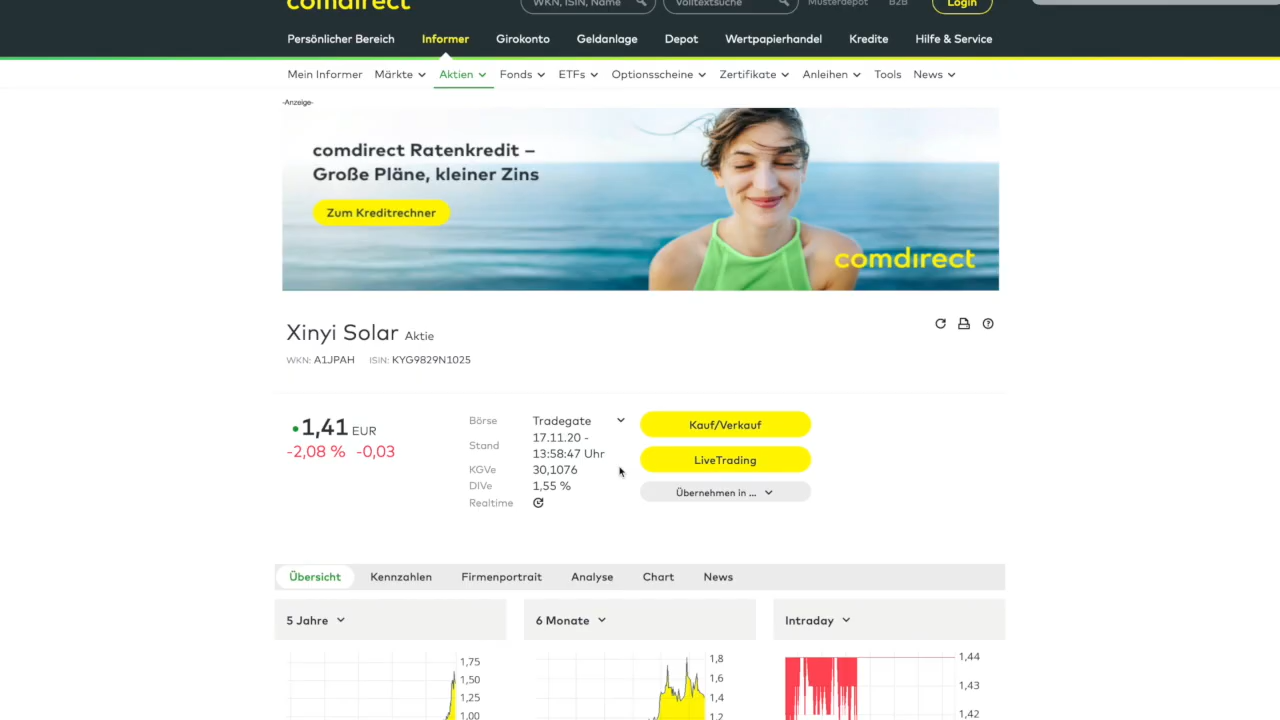 comdirect
WKN, ISIN, Name
Volltextsuche
Musterdepot
B2B
Login
Persönlicher Bereich Informer Girokonto Geldanlage Depot Wertpapierhandel Kredite Hilfe & Service
Mein Informer Märkte Aktien Fonds ETFs Optionsscheine Zertifikate Anleihen Tools News
-Anzeige-
comdirect Ratenkredit –
Große Pläne, kleiner Zins
Zum Kreditrechner
comdirect
Xinyi Solar Aktie
WKN: A1JPAH ISIN: KYG9829N1025
1,41 EUR
-2,08 % -0,03
Börse Tradegate
Stand 17.11.20 -
13:58:47 Uhr
KGVe 30,1076
DIVe 1,55 %
Realtime
Kauf/Verkauf
LiveTrading
Übernehmen in ...
Übersicht Kennzahlen Firmenportrait Analyse Chart News
5 Jahre
6 Monate
Intraday
1,75
1,50
1,25
1,00
1,8
1,6
1,4
1,2
1,44
1,43
1,42